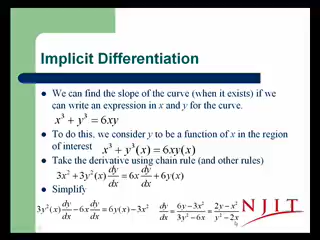 Implicit Differentiation
We can find the slope of the curve (when it exists) if we
can write an expression in x and y for the curve.
x³ + y³ = 6xy
To do this, we consider y to be a function of x in the region
of interest x³ + y³(x) = 6xy(x)
Take the derivative using chain rule (and other rules)
3x² + 3y²(x) dy/dx = 6x dy/dx + 6y(x)
Simplify
3y²(x) dy/dx − 6x dy/dx = 6y(x) − 3x² dy/dx = (6y − 3x²)/(3y² − 6x) = (2y − x²)/(y² − 2x)
NJIT